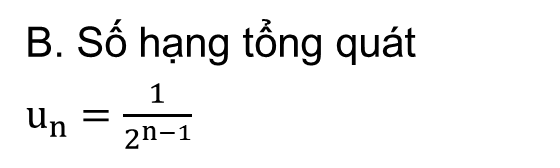 B. Số hạng tổng quát
uₙ = 1/2ⁿ⁻¹